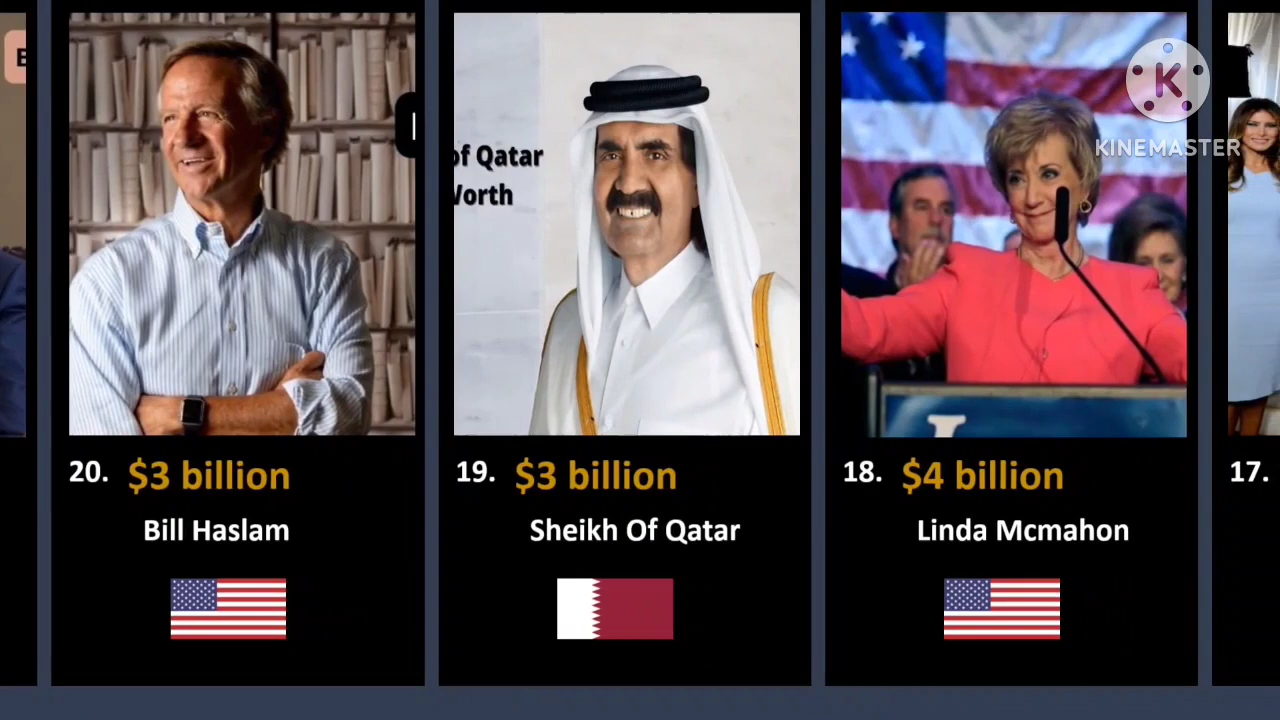 of Qatar
Worth
K
KINEMASTER
20. $3 billion
Bill Haslam
19. $3 billion
Sheikh Of Qatar
18. $4 billion
Linda Mcmahon
17.